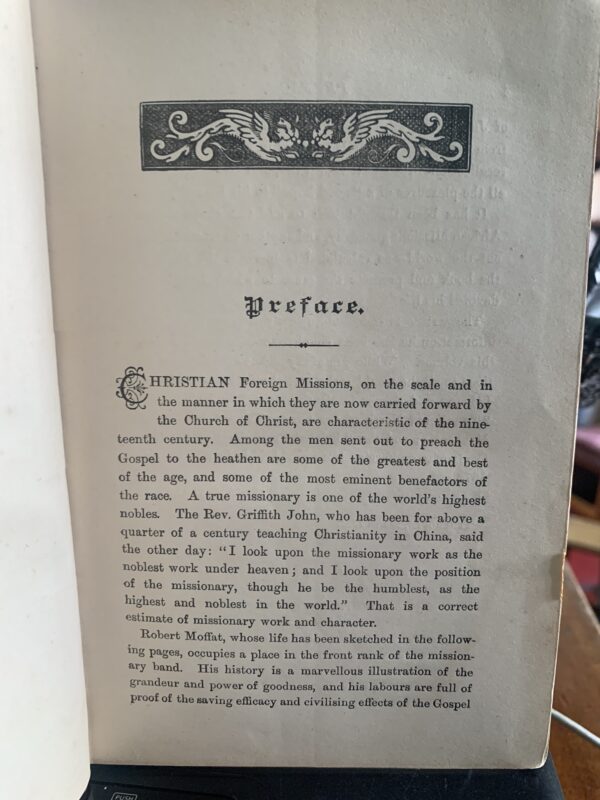 Preface.
CHRISTIAN Foreign Missions, on the scale and in
the manner in which they are now carried forward by
the Church of Christ, are characteristic of the nine-
teenth century. Among the men sent out to preach the
Gospel to the heathen are some of the greatest and best
of the age, and some of the most eminent benefactors of
the race. A true missionary is one of the world's highest
nobles. The Rev. Griffith John, who has been for above a
quarter of a century teaching Christianity in China, said
the other day: "I look upon the missionary work as the
noblest work under heaven; and I look upon the position
of the missionary, though he be the humblest, as the
highest and noblest in the world." That is a correct
estimate of missionary work and character.
Robert Moffat, whose life has been sketched in the follow-
ing pages, occupies a place in the front rank of the mission-
ary band. His history is a marvellous illustration of the
grandeur and power of goodness, and his labours are full of
proof of the saving efficacy and civilising effects of the Gospel
PUSH